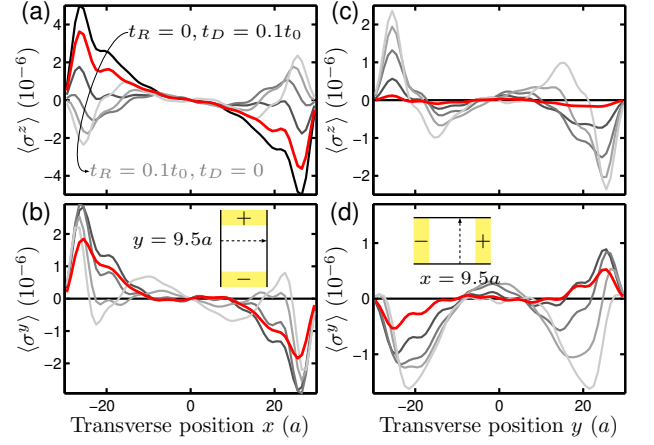 (a)
4
2
0
−2
−4
⟨σ^z⟩ (10^−6)
t_R = 0, t_D = 0.1t_0
t_R = 0.1t_0, t_D = 0
(c)
2
1
0
−1
−2
⟨σ^z⟩ (10^−6)
(b)
2
1
0
−1
−2
⟨σ^y⟩ (10^−6)
+
y = 9.5a
−
−20 0 20
Transverse position x (a)
(d)
1
0
−1
⟨σ^y⟩ (10^−6)
− +
x = 9.5a
−20 0 20
Transverse position y (a)